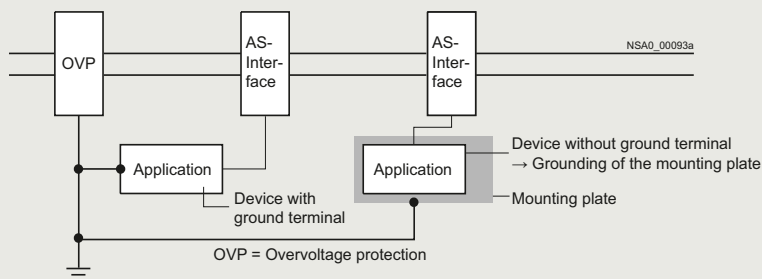 OVP
AS-
Inter-
face
AS-
Inter-
face
NSA0_00093a
Application
Device with
ground terminal
Application
Device without ground terminal
→ Grounding of the mounting plate
Mounting plate
OVP = Overvoltage protection